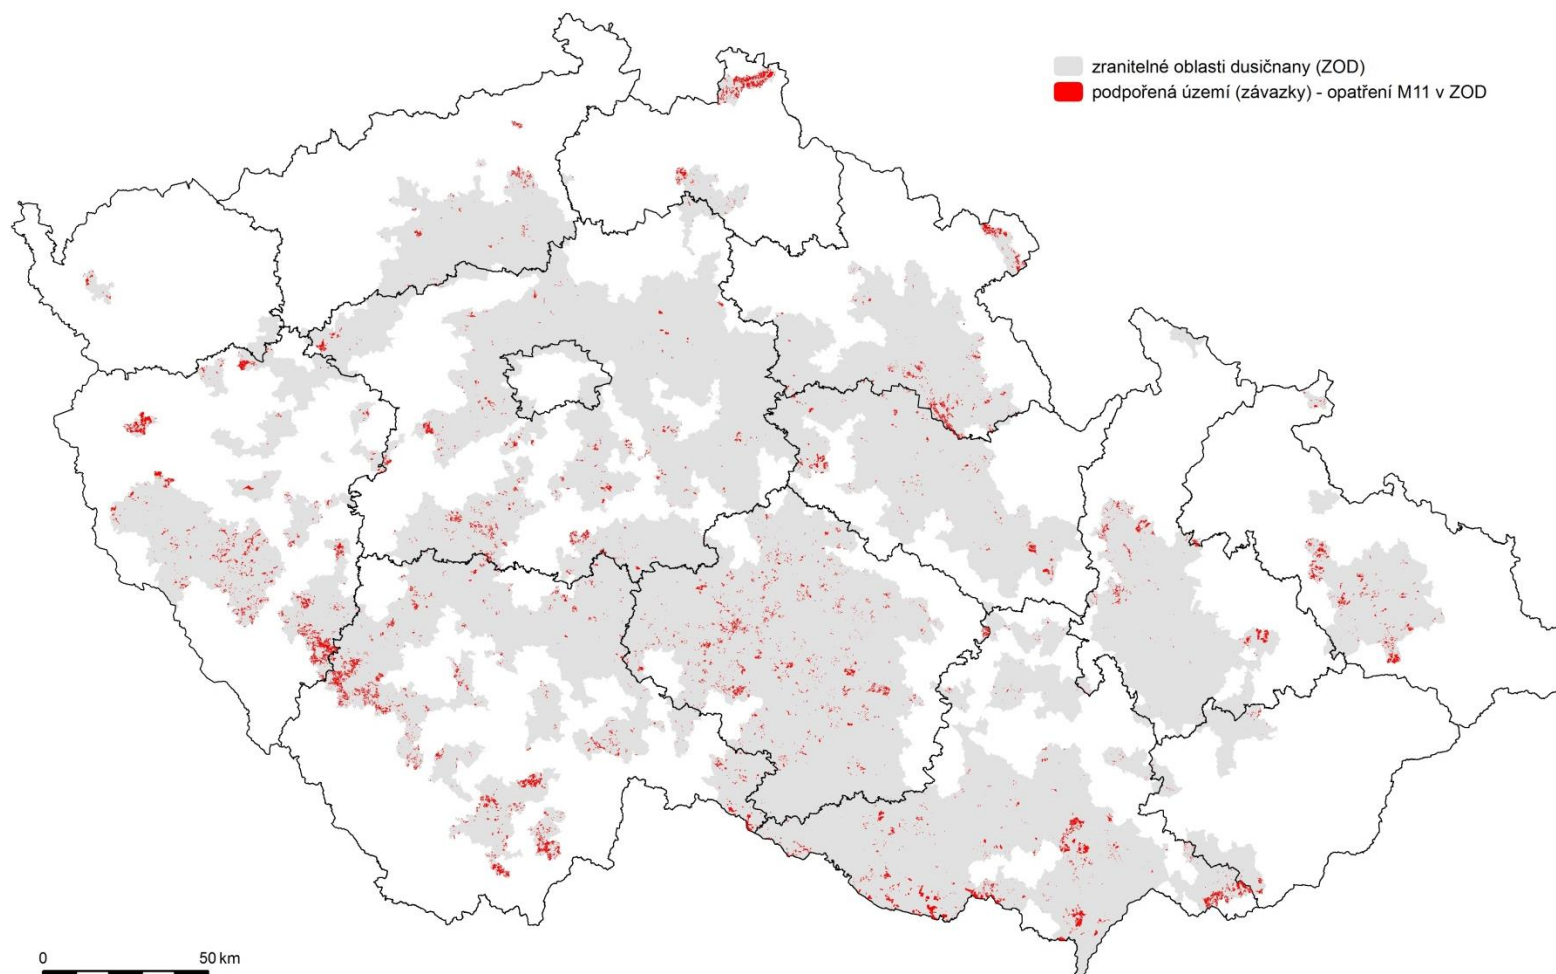 zranitelné oblasti dusičnany (ZOD)
podpořená území (závazky) - opatření M11 v ZOD
0 50 km